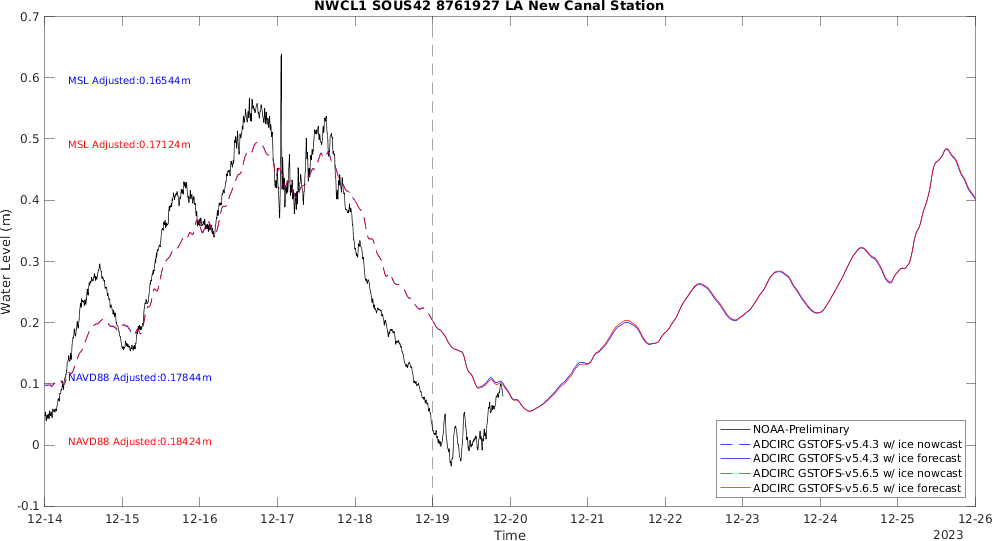 NWCL1 SOUS42 8761927 LA New Canal Station
0.7
0.6
0.5
0.4
0.3
0.2
0.1
0
-0.1
Water Level (m)
MSL Adjusted:0.16544m
MSL Adjusted:0.17124m
NAVD88 Adjusted:0.17844m
NAVD88 Adjusted:0.18424m
NOAA-Preliminary
ADCIRC GSTOFS-v5.4.3 w/ ice nowcast
ADCIRC GSTOFS-v5.4.3 w/ ice forecast
ADCIRC GSTOFS-v5.6.5 w/ ice nowcast
ADCIRC GSTOFS-v5.6.5 w/ ice forecast
12-14 12-15 12-16 12-17 12-18 12-19 12-20 12-21 12-22 12-23 12-24 12-25 12-26
Time
2023